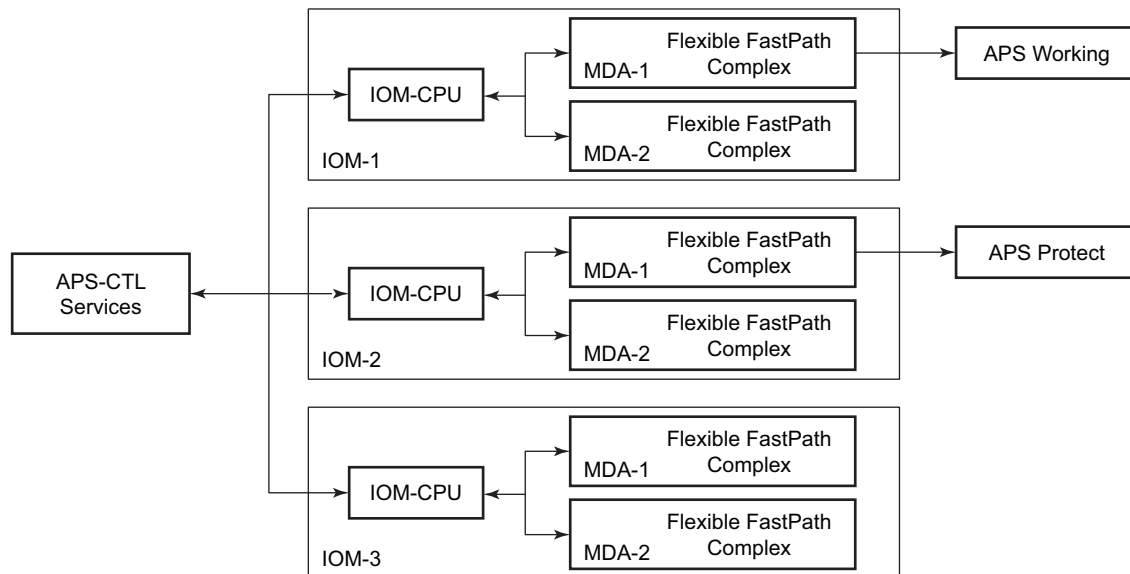 Flexible FastPath
Complex
MDA-1
APS Working
IOM-CPU
Flexible FastPath
Complex
MDA-2
IOM-1
Flexible FastPath
Complex
MDA-1
APS Protect
APS-CTL
Services
IOM-CPU
Flexible FastPath
Complex
MDA-2
IOM-2
Flexible FastPath
Complex
MDA-1
IOM-CPU
Flexible FastPath
Complex
MDA-2
IOM-3